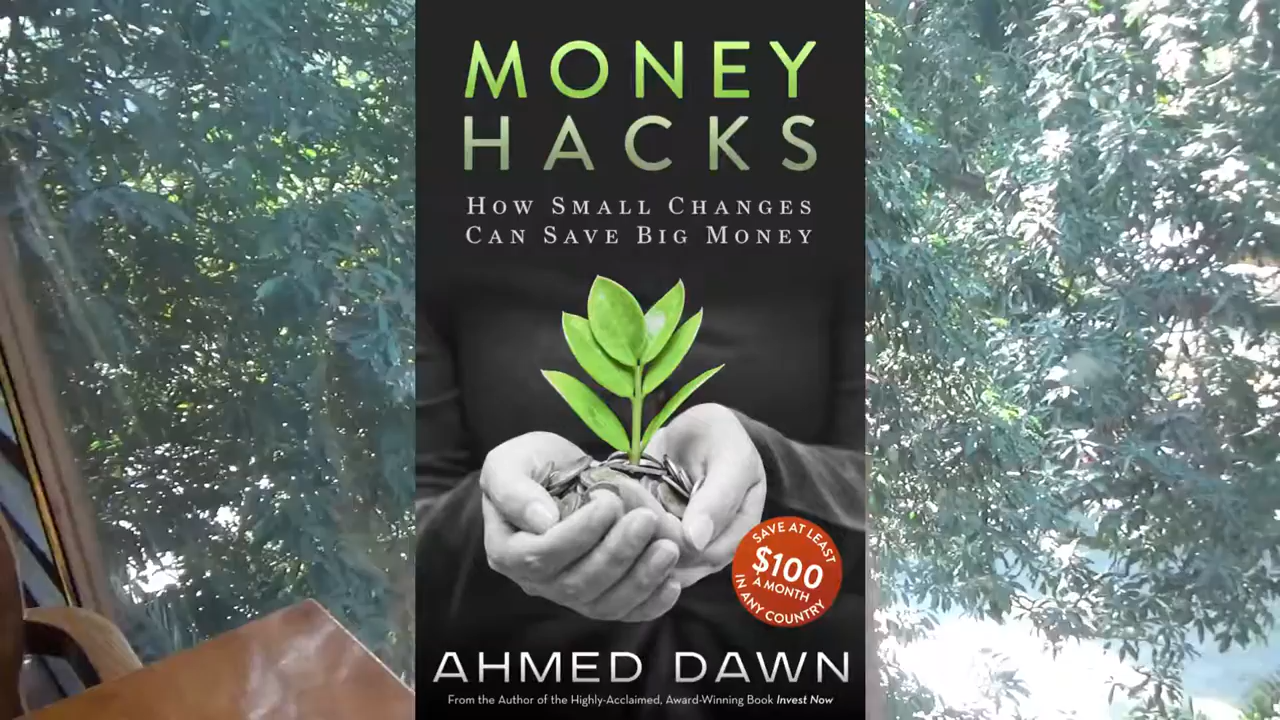 MONEY
HACKS
HOW SMALL CHANGES
CAN SAVE BIG MONEY
SAVE AT LEAST
$100
A MONTH
IN ANY COUNTRY
AHMED DAWN
From the Author of the Highly-Acclaimed, Award-Winning Book Invest Now